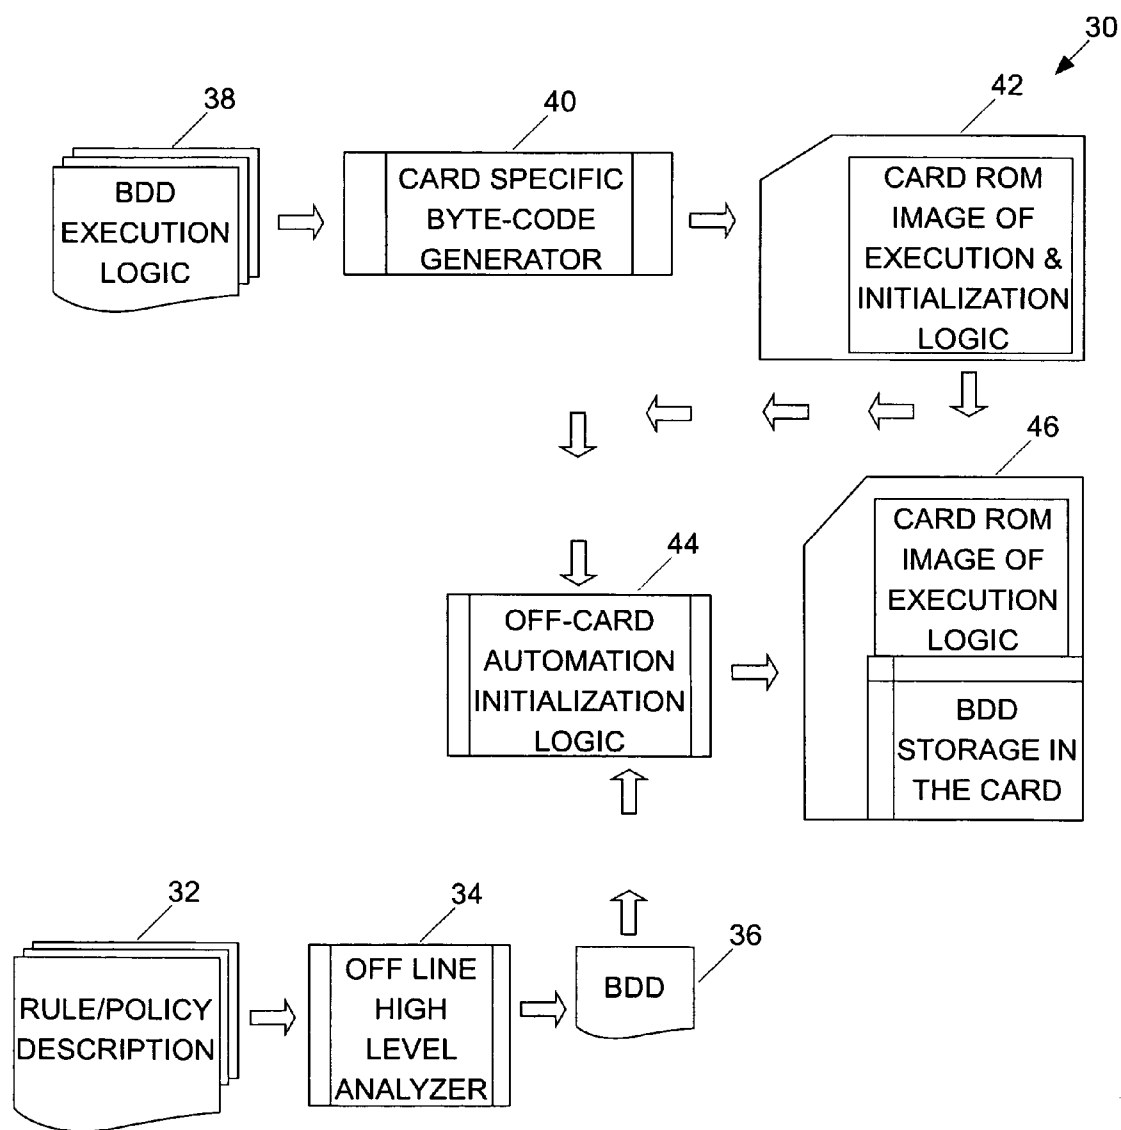 30
38
BDD
EXECUTION
LOGIC
40
CARD SPECIFIC
BYTE-CODE
GENERATOR
42
CARD ROM
IMAGE OF
EXECUTION &
INITIALIZATION
LOGIC
44
OFF-CARD
AUTOMATION
INITIALIZATION
LOGIC
46
CARD ROM
IMAGE OF
EXECUTION
LOGIC
BDD
STORAGE IN
THE CARD
32
RULE/POLICY
DESCRIPTION
34
OFF LINE
HIGH
LEVEL
ANALYZER
36
BDD